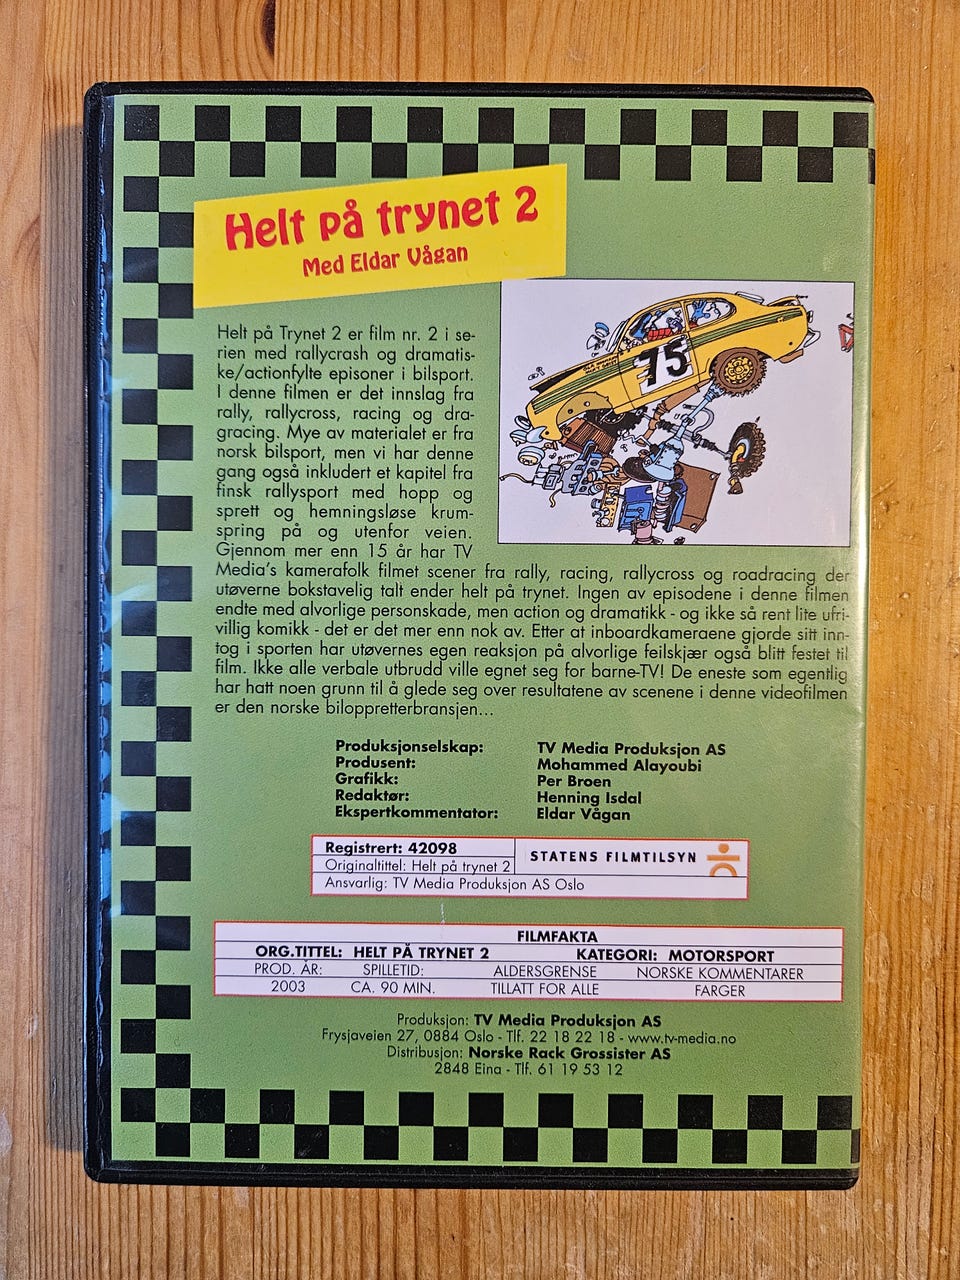 Helt på trynet 2
Med Eldar Vågan
75
Helt på Trynet 2 er film nr. 2 i se-
rien med rallycrash og dramatis-
ke/actionfylte episoner i bilsport.
I denne filmen er det innslag fra
rally, rallycross, racing og dra-
gracing. Mye av materialet er fra
norsk bilsport, men vi har denne
gang også inkludert et kapitel fra
finsk rallysport med hopp og
sprett og hemningsløse krum-
spring på og utenfor veien.
Gjennom mer enn 15 år har TV
Media's kamerafolk filmet scener fra rally, racing, rallycross og roadracing der
utøverne bokstavelig talt ender helt på trynet. Ingen av episodene i denne filmen
endte med alvorlige personskade, men action og dramatikk - og ikke så rent lite ufri-
villig komikk - det er det mer enn nok av. Etter at inboardkameraene gjorde sitt inn-
tog i sporten har utøvernes egen reaksjon på alvorlige feilskjær også blitt festet til
film. Ikke alle verbale utbrudd ville egnet seg for barne-TV! De eneste som egentlig
har hatt noen grunn til å glede seg over resultatene av scenene i denne videofilmen
er den norske biloppretterbransjen...
Produksjonselskap: TV Media Produksjon AS
Produsent: Mohammed Alayoubi
Grafikk: Per Broen
Redaktør: Henning Isdal
Ekspertkommentator: Eldar Vågan
Registrert: 42098
Originaltittel: Helt på trynet 2
STATENS FILMTILSYN
Ansvarlig: TV Media Produksjon AS Oslo
FILMFAKTA
ORG.TITTEL: HELT PÅ TRYNET 2 KATEGORI: MOTORSPORT
PROD. ÅR: SPILLETID: ALDERSGRENSE NORSKE KOMMENTARER
2003 CA. 90 MIN. TILLATT FOR ALLE FARGER
Produksjon: TV Media Produksjon AS
Frysjaveien 27, 0884 Oslo - Tlf. 22 18 22 18 - www.tv-media.no
Distribusjon: Norske Rack Grossister AS
2848 Eina - Tlf. 61 19 53 12